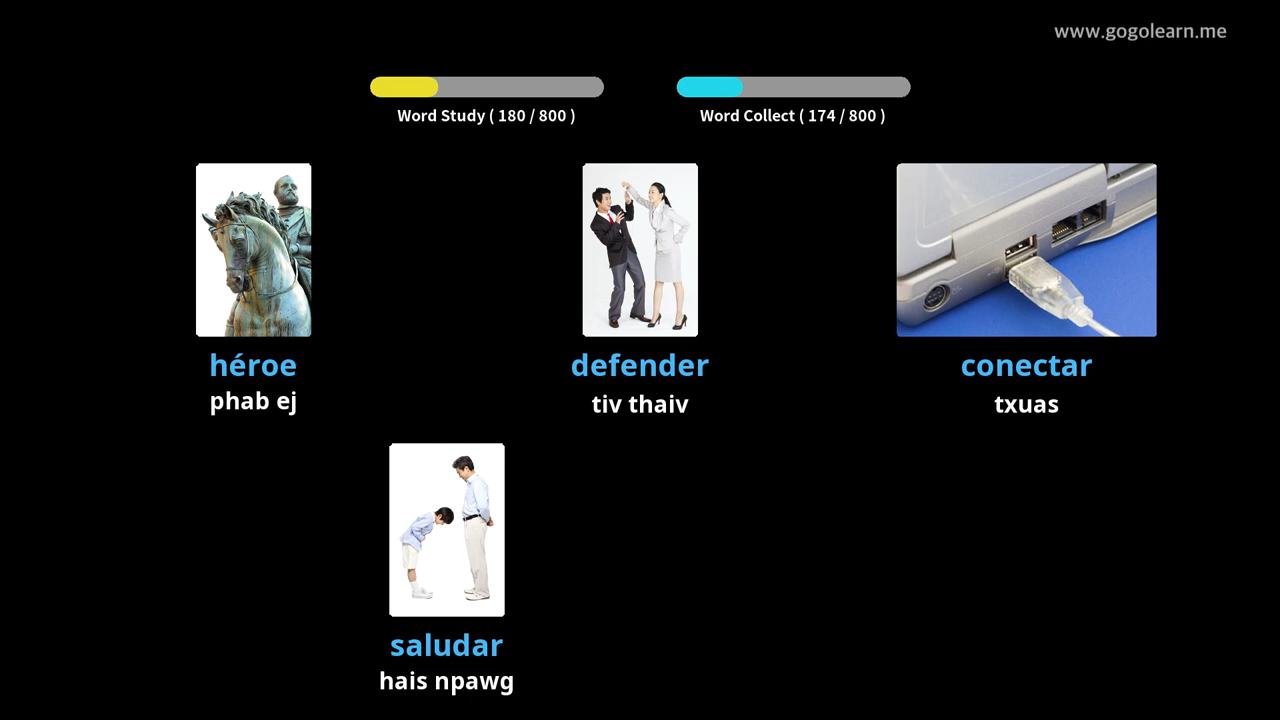 www.gogolearn.me
Word Study ( 180 / 800 )
Word Collect ( 174 / 800 )
héroe
phab ej
defender
tiv thaiv
conectar
txuas
saludar
hais npawg